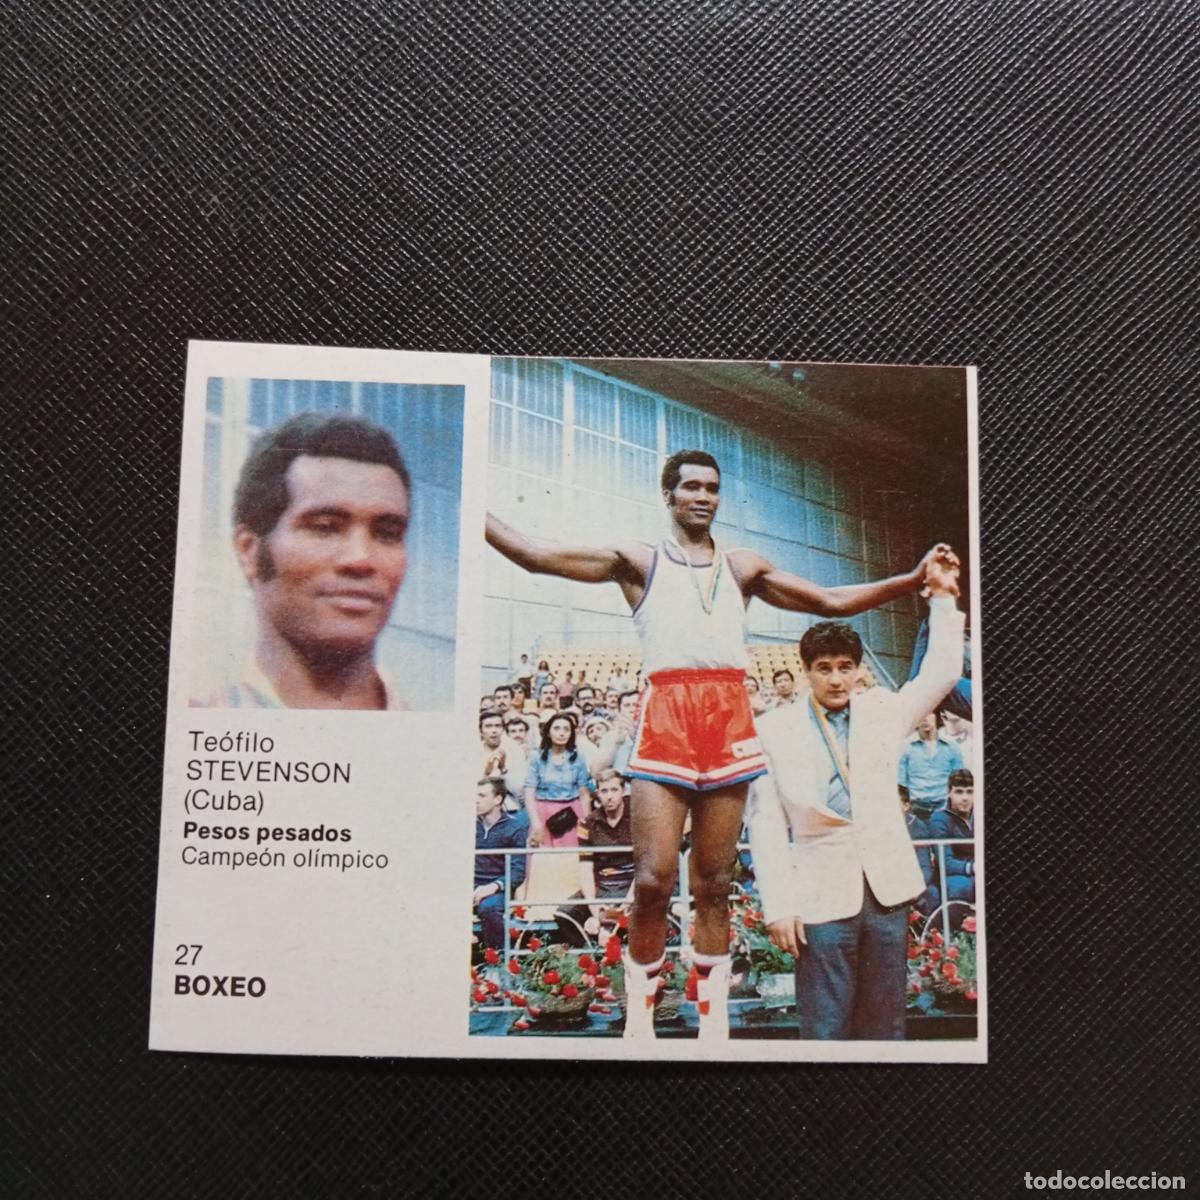 Teófilo
STEVENSON
(Cuba)
Pesos pesados
Campeón olímpico
27
BOXEO
todocoleccion